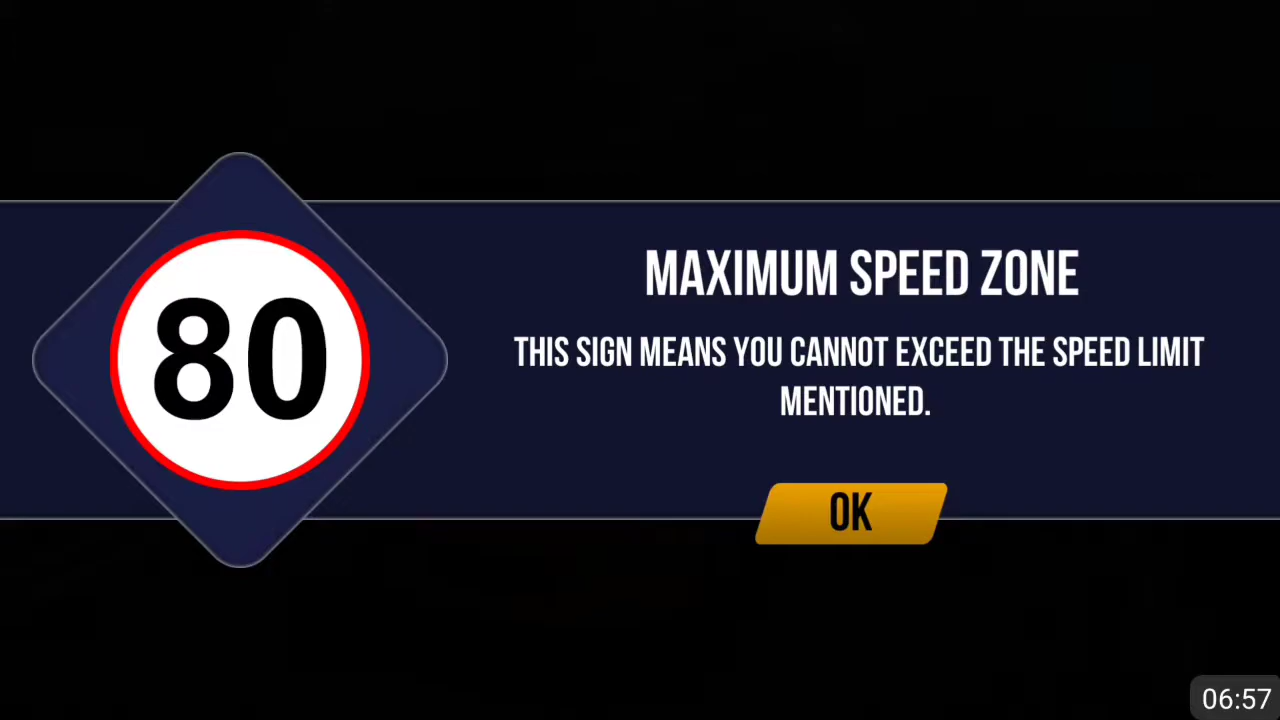 80
MAXIMUM SPEED ZONE
THIS SIGN MEANS YOU CANNOT EXCEED THE SPEED LIMIT
MENTIONED.
OK
06:57